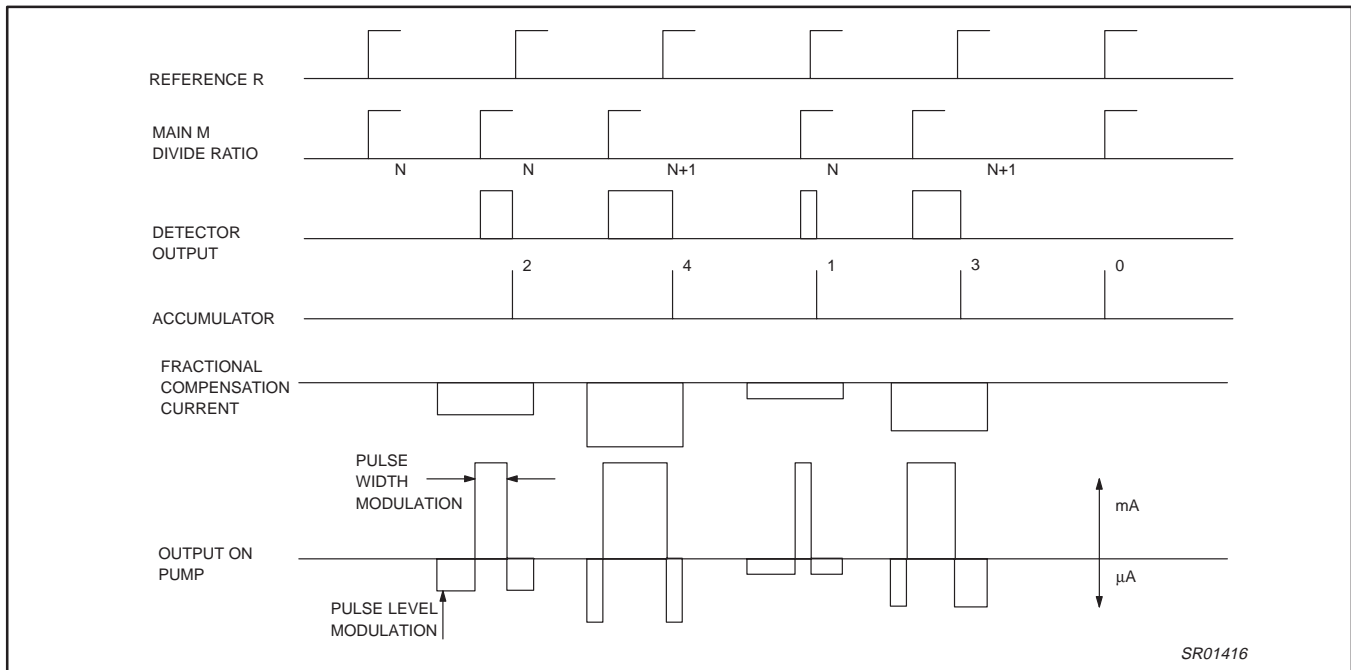 REFERENCE R
MAIN M
DIVIDE RATIO
N
N
N+1
N
N+1
DETECTOR
OUTPUT
2
4
1
3
0
ACCUMULATOR
FRACTIONAL
COMPENSATION
CURRENT
PULSE
WIDTH
MODULATION
mA
OUTPUT ON
PUMP
μA
PULSE LEVEL
MODULATION
SR01416